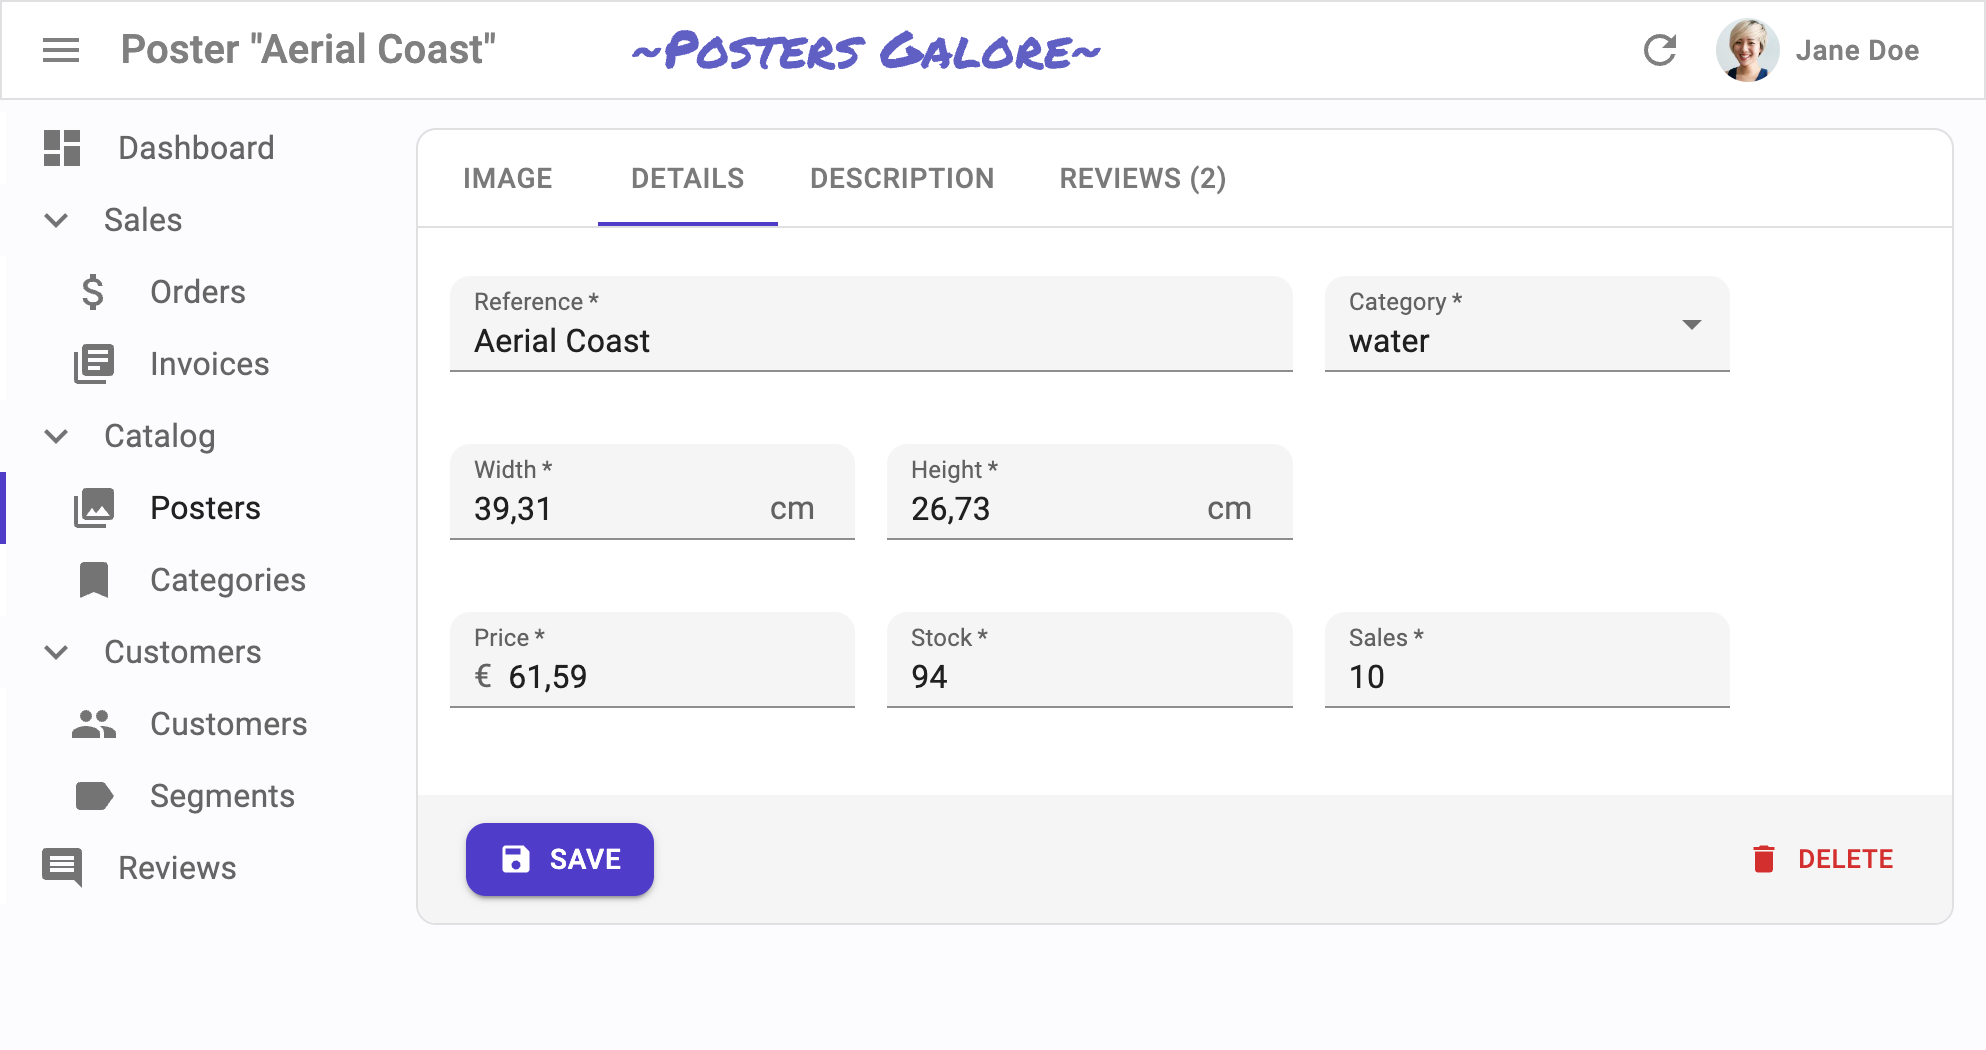 Poster "Aerial Coast"
~Posters Galore~
Jane Doe
Dashboard
Sales
Orders
Invoices
Catalog
Posters
Categories
Customers
Customers
Segments
Reviews
IMAGE
DETAILS
DESCRIPTION
REVIEWS (2)
Reference *
Aerial Coast
Category *
water
Width *
39,31 cm
Height *
26,73 cm
Price *
€ 61,59
Stock *
94
Sales *
10
SAVE
DELETE